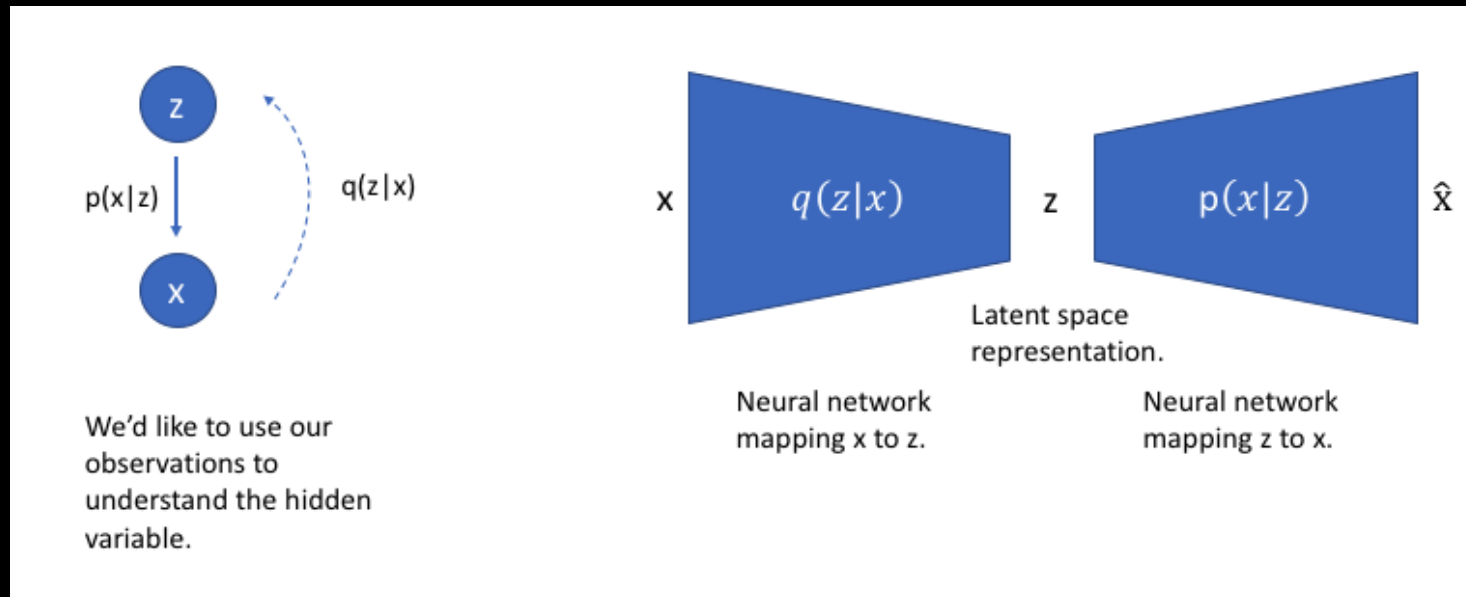 z
p(x|z)
q(z|x)
x
We’d like to use our
observations to
understand the hidden
variable.
x
q(z|x)
z
p(x|z)
x̂
Latent space
representation.
Neural network
mapping x to z.
Neural network
mapping z to x.